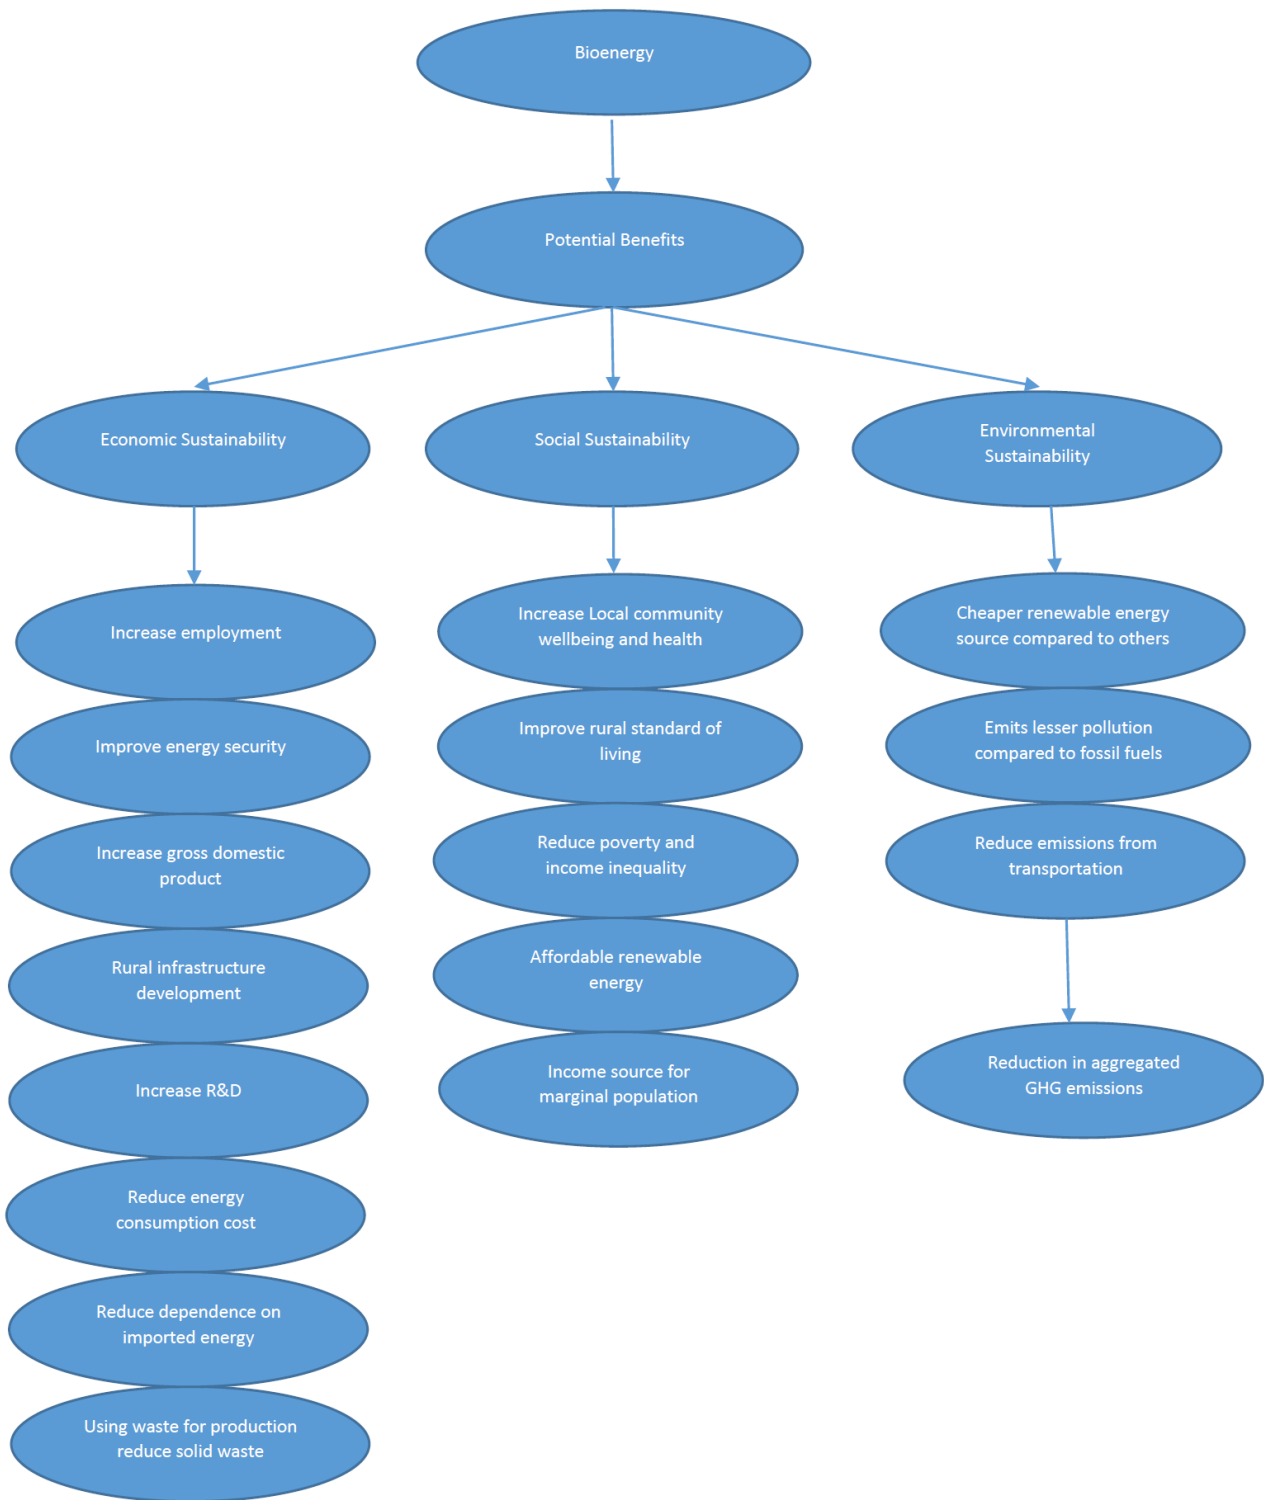 Bioenergy
Potential Benefits
Economic Sustainability
Social Sustainability
Environmental
Sustainability
Increase employment
Improve energy security
Increase gross domestic
product
Rural infrastructure
development
Increase R&D
Reduce energy
consumption cost
Reduce dependence on
imported energy
Using waste for production
reduce solid waste
Increase Local community
wellbeing and health
Improve rural standard of
living
Reduce poverty and
income inequality
Affordable renewable
energy
Income source for
marginal population
Cheaper renewable energy
source compared to others
Emits lesser pollution
compared to fossil fuels
Reduce emissions from
transportation
Reduction in aggregated
GHG emissions